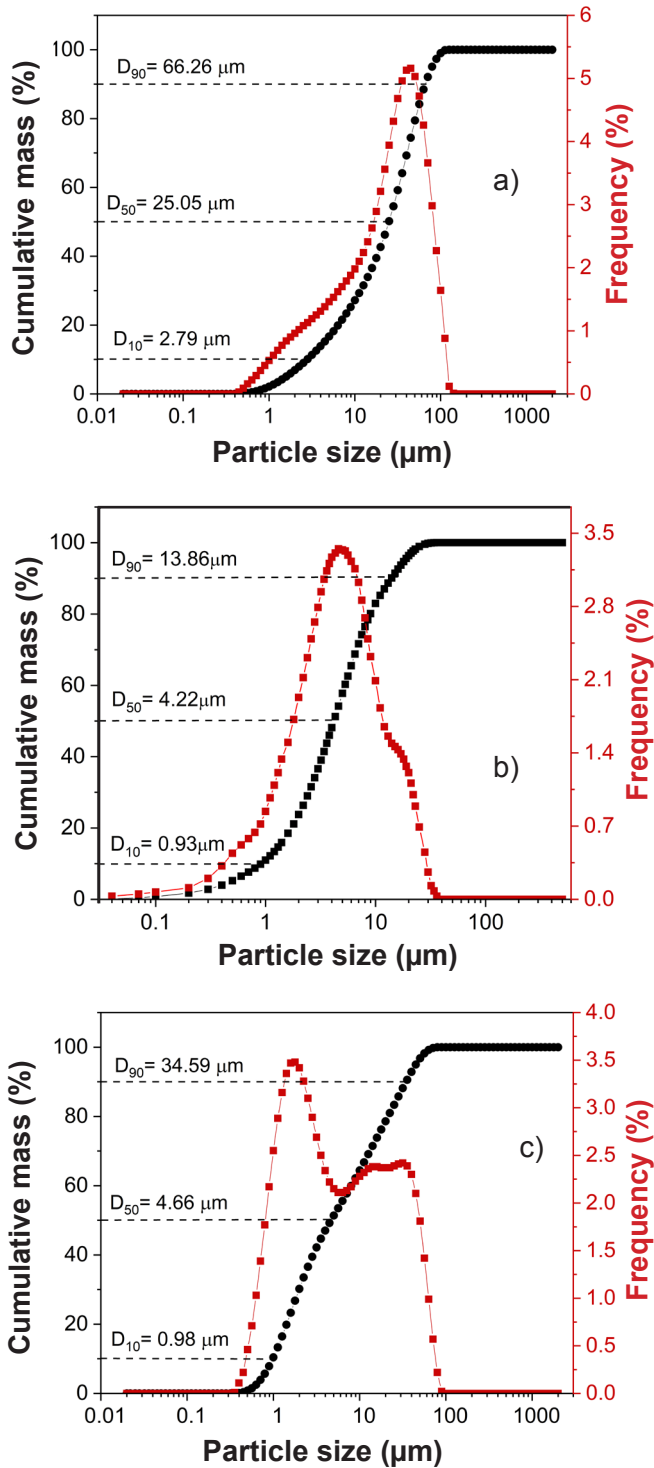 100
80
60
40
20
0
Cumulative mass (%)
D90 = 66.26 µm
D50 = 25.05 µm
D10 = 2.79 µm
a)
6
5
4
3
2
1
0
Frequency (%)
0.01 0.1 1 10 100 1000
Particle size (µm)
100
80
60
40
20
0
Cumulative mass (%)
D90 = 13.86µm
D50 = 4.22µm
D10 = 0.93µm
b)
3.5
2.8
2.1
1.4
0.7
0.0
Frequency (%)
0.1 1 10 100
Particle size (µm)
100
80
60
40
20
0
Cumulative mass (%)
D90= 34.59 µm
D50= 4.66 µm
D10= 0.98 µm
c)
4.0
3.5
3.0
2.5
2.0
1.5
1.0
0.5
0.0
Frequency (%)
0.01 0.1 1 10 100 1000
Particle size (µm)